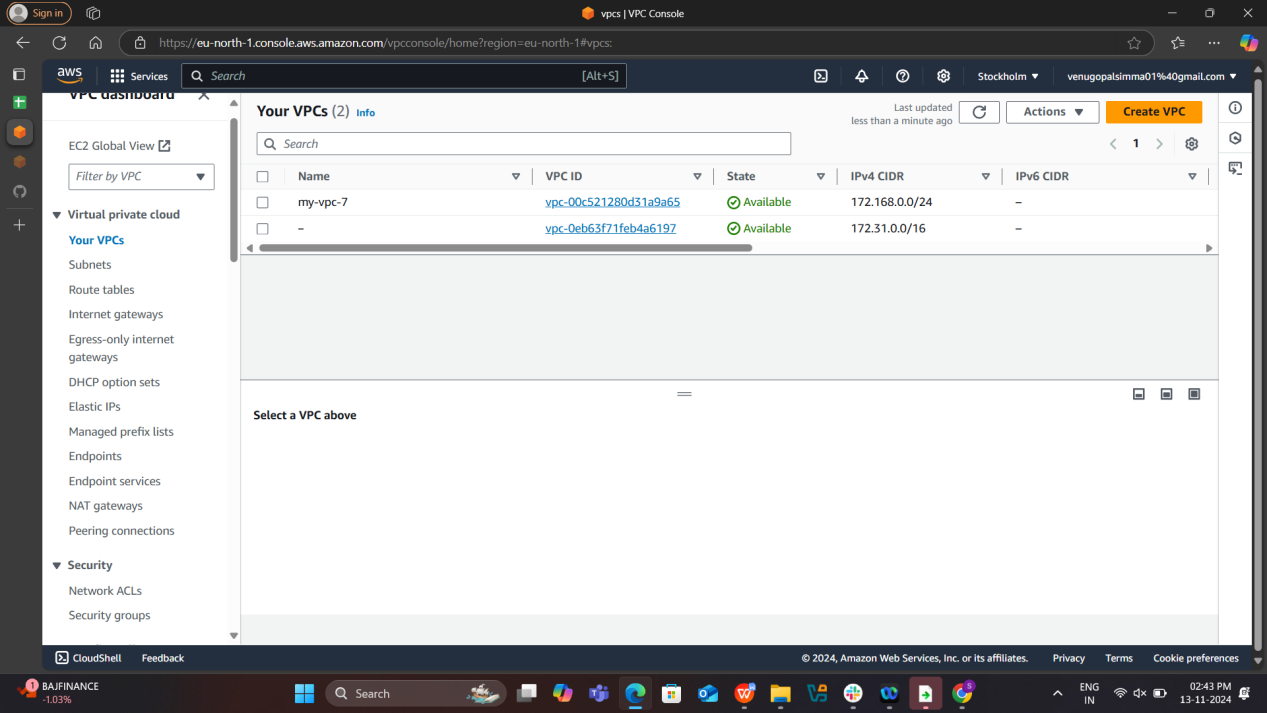 Sign in
vpcs | VPC Console
https://eu-north-1.console.aws.amazon.com/vpcconsole/home?region=eu-north-1#vpcs:
aws
Services
Search
[Alt+S]
Stockholm
venugopalsimma01%40gmail.com
VPC dashboard
EC2 Global View
Filter by VPC
Virtual private cloud
Your VPCs
Subnets
Route tables
Internet gateways
Egress-only internet
gateways
DHCP option sets
Elastic IPs
Managed prefix lists
Endpoints
Endpoint services
NAT gateways
Peering connections
Security
Network ACLs
Security groups
Your VPCs (2) Info
Last updated
less than a minute ago
Actions
Create VPC
Search
1
Name VPC ID State IPv4 CIDR IPv6 CIDR
my-vpc-7 vpc-00c521280d31a9a65 Available 172.168.0.0/24 –
– vpc-0eb63f71feb4a6197 Available 172.31.0.0/16 –
Select a VPC above
CloudShell Feedback © 2024, Amazon Web Services, Inc. or its affiliates. Privacy Terms Cookie preferences
1
BAJFINANCE
-1.03%
Search
S
ENG
IN
02:43 PM
13-11-2024